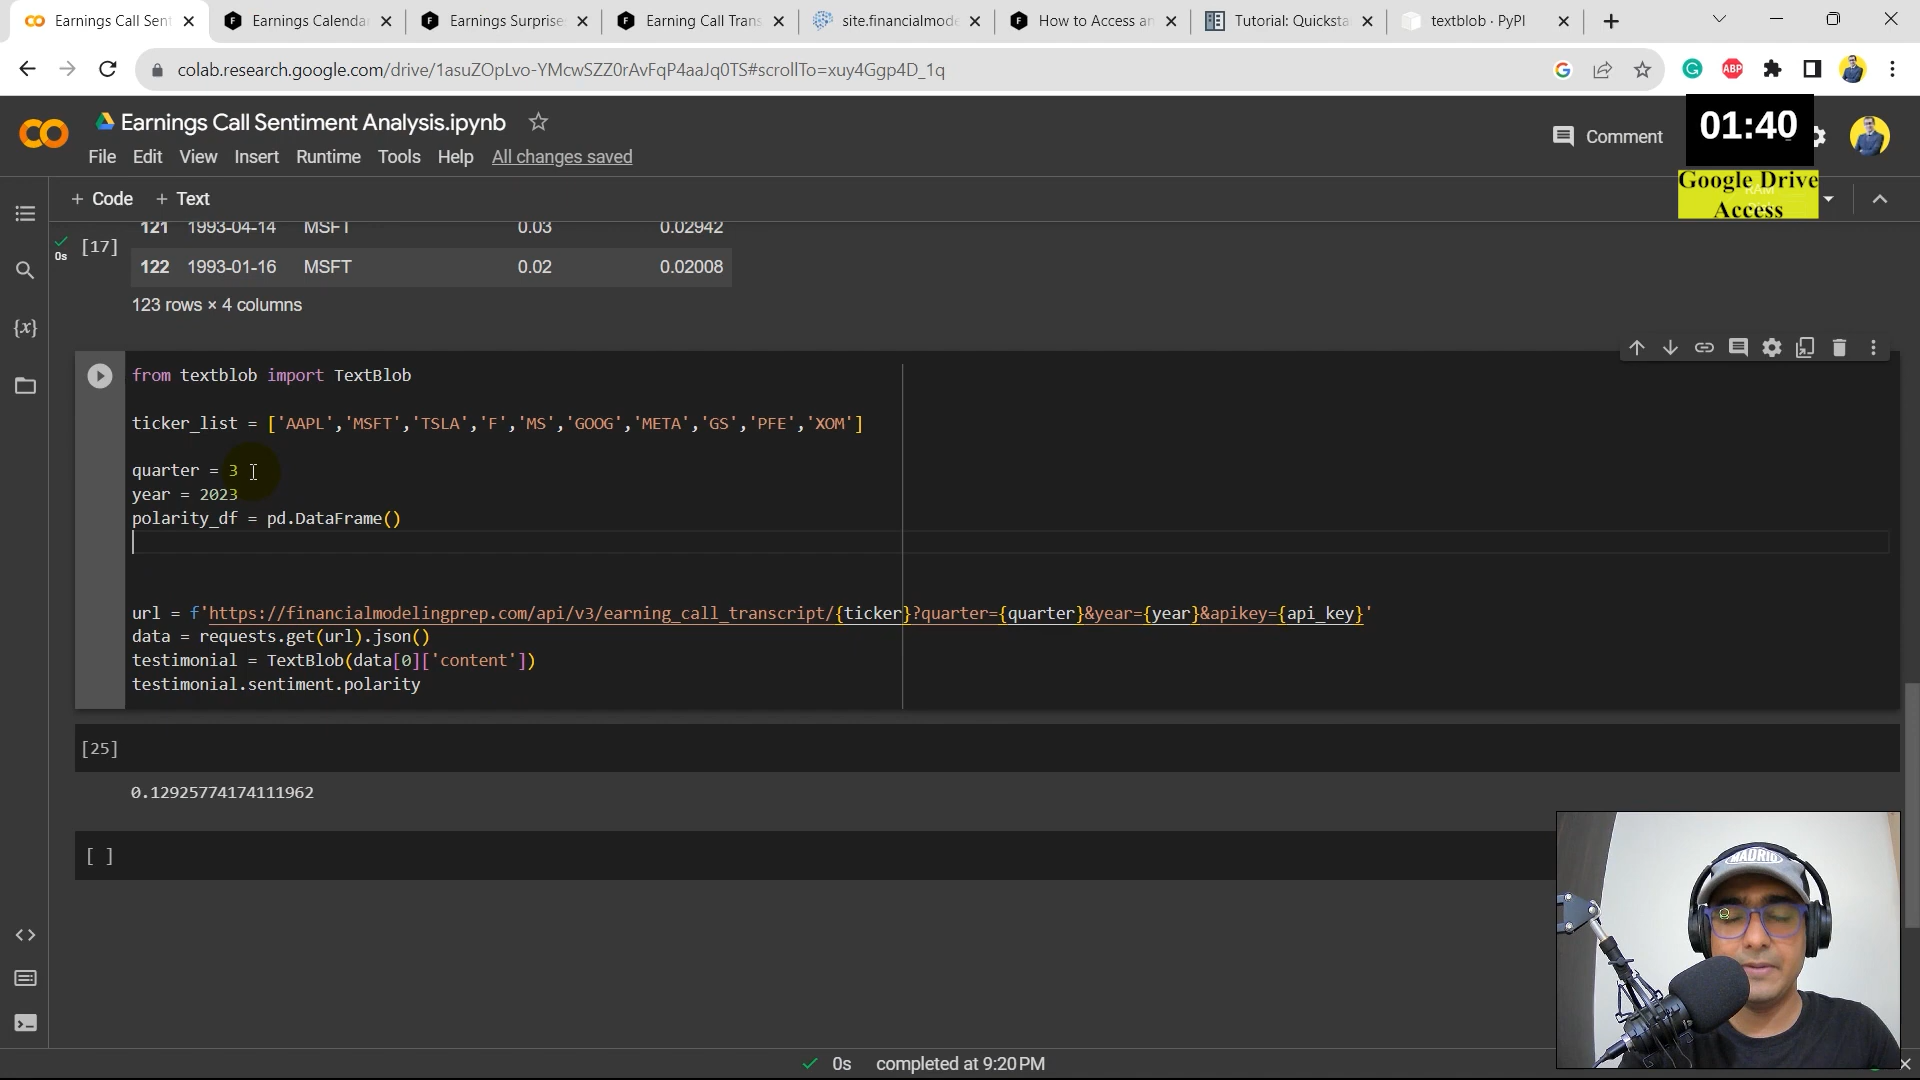 Earnings Call Sent
Earnings Calenda
Earnings Surprise
Earning Call Tran
site.financialmode
How to Access an
Tutorial: Quicksta
textblob · PyPI
colab.research.google.com/drive/1asuZOpLvo-YMcwSZZ0rAvFqP4aaJq0TS#scrollTo=xuy4Ggp4D_1q
ABP
Earnings Call Sentiment Analysis.ipynb
Comment
01:40
File Edit View Insert Runtime Tools Help All changes saved
+ Code + Text
Google Drive
Access
121 1993-04-14 MSFT 0.03 0.02942
0s [17]
122 1993-01-16 MSFT 0.02 0.02008
123 rows × 4 columns
{x}
from textblob import TextBlob
ticker_list = ['AAPL','MSFT','TSLA','F','MS','GOOG','META','GS','PFE','XOM']
quarter = 3
year = 2023
polarity_df = pd.DataFrame()
url = f'https://financialmodelingprep.com/api/v3/earning_call_transcript/{ticker}?quarter={quarter}&year={year}&apikey={api_key}'
data = requests.get(url).json()
testimonial = TextBlob(data[0]['content'])
testimonial.sentiment.polarity
[25]
0.12925774174111962
[ ]
MADRID
0s completed at 9:20 PM